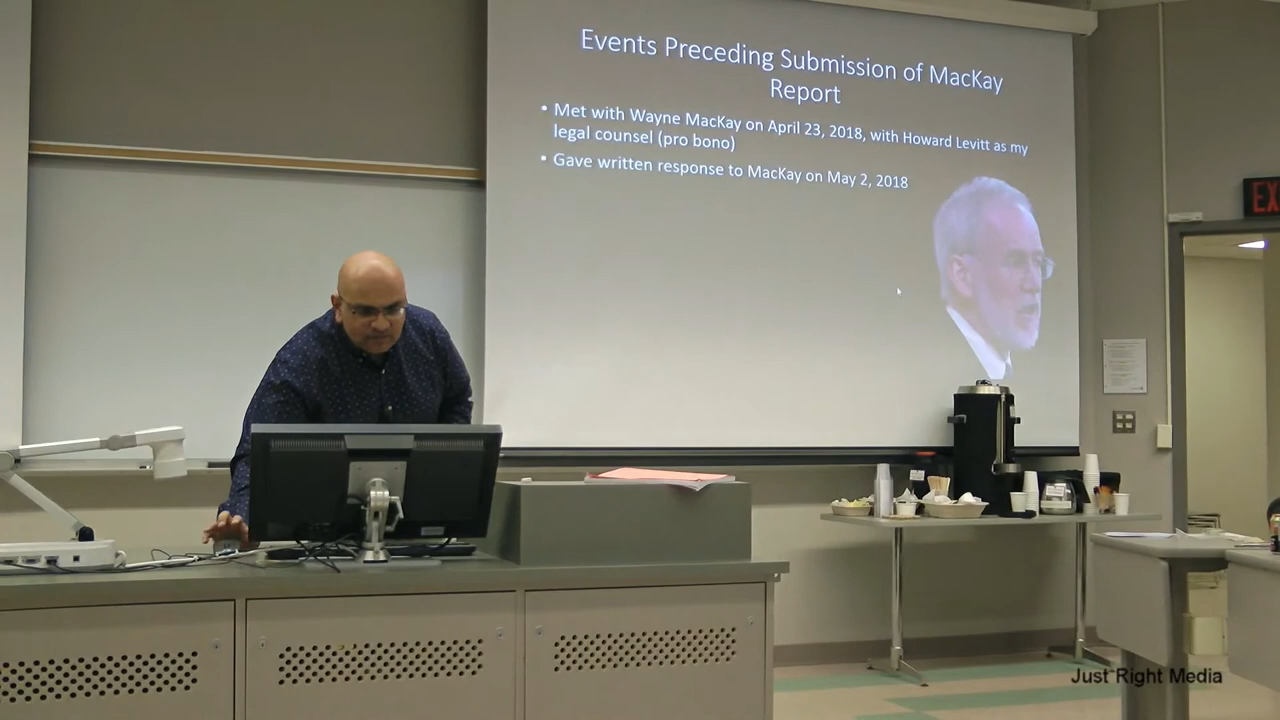 Events Preceding Submission of MacKay
Report
• Met with Wayne MacKay on April 23, 2018, with Howard Levitt as my
legal counsel (pro bono)
• Gave written response to MacKay on May 2, 2018
EX
Just Right Media